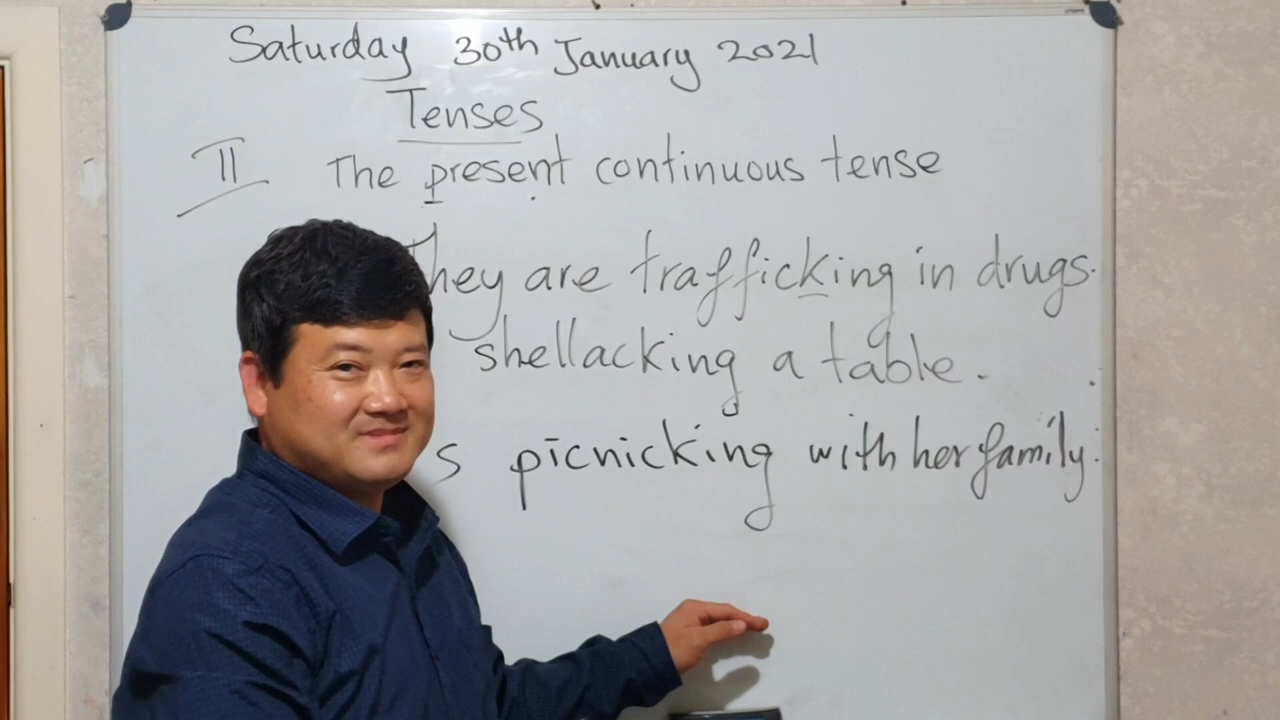 Saturday 30th January 2021
Tenses
II The present continuous tense
They are trafficking in drugs.
shellacking a table.
s picnicking with her family.